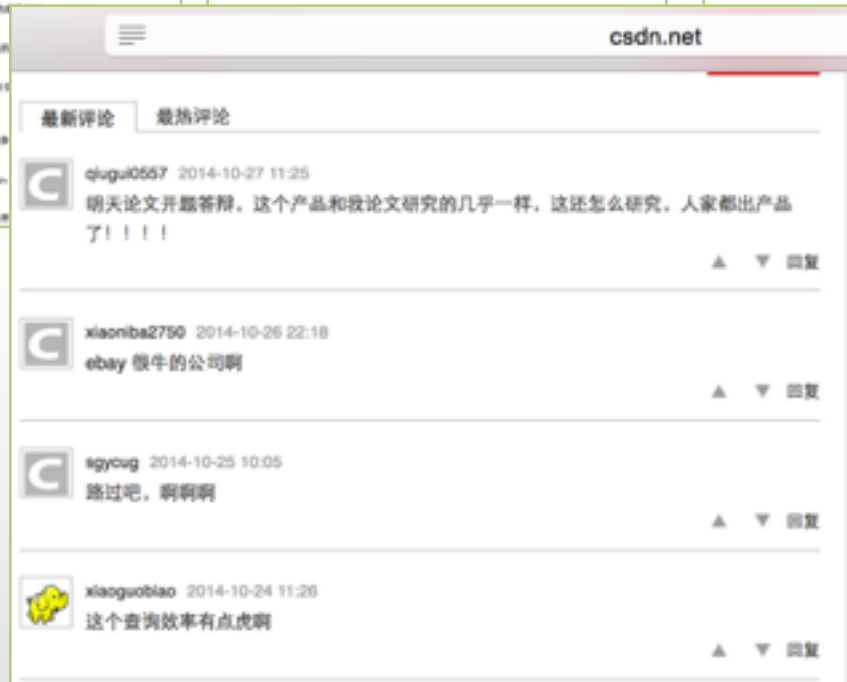 csdn.net
最新评论 最热评论
qiugui0557 2014-10-27 11:25
明天论文开题答辩，这个产品和我论文研究的几乎一样，这还怎么研究，人家都出产品
了！！！！
回复
xiaoniba2750 2014-10-26 22:18
ebay 很牛的公司啊
回复
sgycug 2014-10-25 10:05
路过吧，啊啊啊
回复
xiaoguobiao 2014-10-24 11:26
这个查询效率有点虎啊
回复